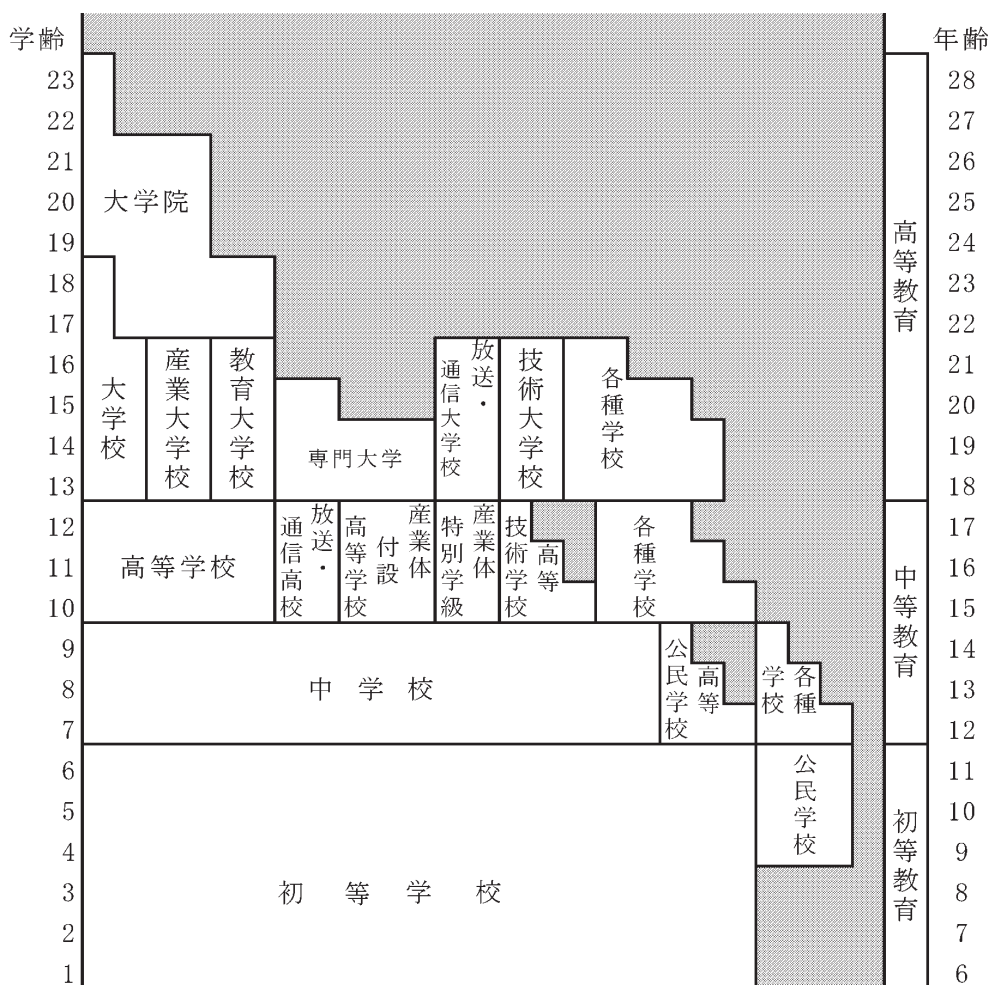 学齢
年齢
23
28
22
27
21
26
20
大学院
25
19
24
18
23
17
22
高等教育
16
21
15
20
14
19
13
18
大学校
産業大学校
教育大学校
専門大学
放送・
通信大学校
技術大学校
各種学校
12
17
11
16
10
15
高等学校
放送・
通信高校
産業体
付設
高等学校
産業体
特別学級
高等
技術学校
各種学校
中等教育
9
14
8
13
7
12
中学校
高等
公民学校
各種
学校
6
11
5
10
4
9
3
8
2
7
1
6
初等学校
公民学校
初等教育